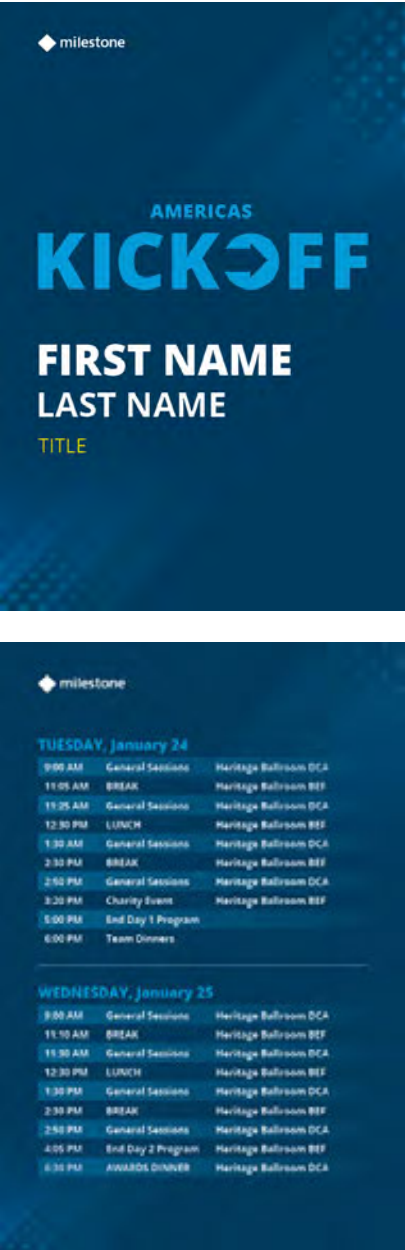 milestone
AMERICAS
KICKOFF
FIRST NAME
LAST NAME
TITLE
milestone
TUESDAY, January 24
9:00 AM General Sessions Heritage Ballroom DCA
11:05 AM BREAK Heritage Ballroom BEF
11:25 AM General Sessions Heritage Ballroom DCA
12:30 PM LUNCH Heritage Ballroom BEF
1:30 AM General Sessions Heritage Ballroom DCA
2:30 PM BREAK Heritage Ballroom BEF
2:50 PM General Sessions Heritage Ballroom DCA
3:20 PM Charity Event Heritage Ballroom BEF
5:00 PM End Day 1 Program
6:00 PM Team Dinners
WEDNESDAY, January 25
9:00 AM General Sessions Heritage Ballroom DCA
11:10 AM BREAK Heritage Ballroom BEF
11:30 AM General Sessions Heritage Ballroom DCA
12:30 PM LUNCH Heritage Ballroom BEF
1:30 PM General Sessions Heritage Ballroom DCA
2:30 PM BREAK Heritage Ballroom BEF
2:50 PM General Sessions Heritage Ballroom DCA
4:05 PM End Day 2 Program Heritage Ballroom BEF
6:30 PM AWARDS DINNER Heritage Ballroom DCA